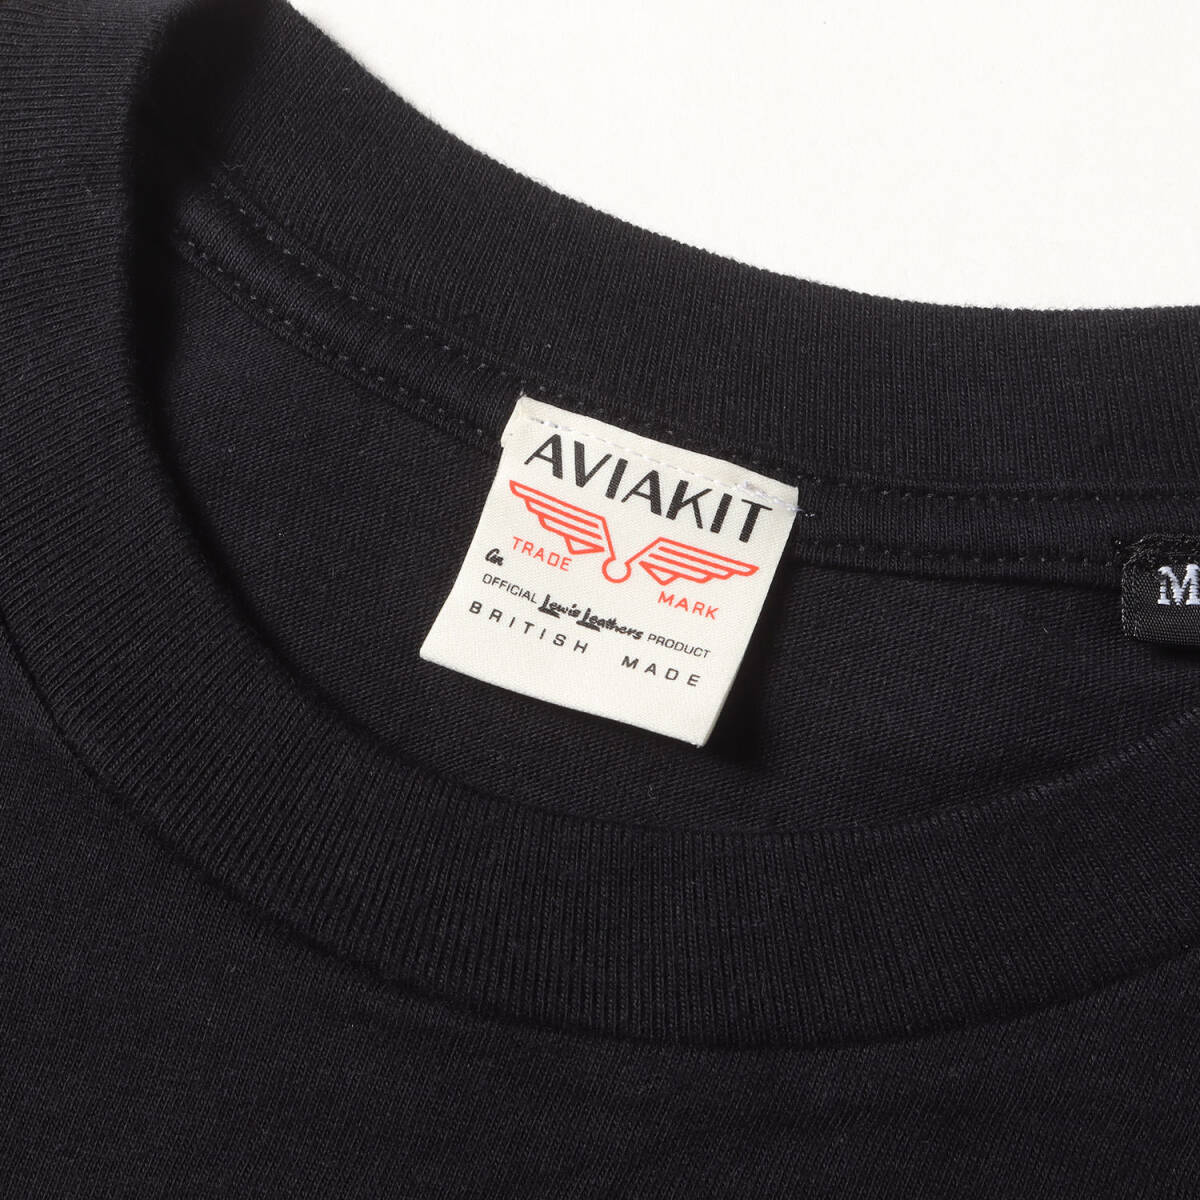 AVIAKIT
TRADE MARK
an
OFFICIAL Lewis Leathers PRODUCT
BRITISH MADE
M